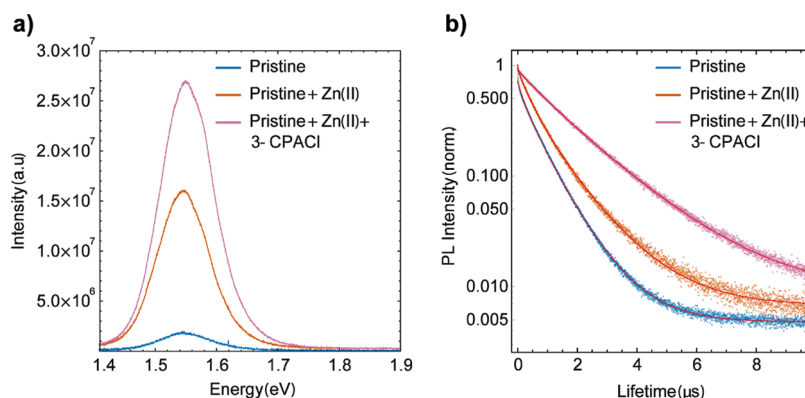 a)
3.0×10⁷
2.5×10⁷
2.0×10⁷
1.5×10⁷
1.0×10⁷
5.0×10⁶
Intensity(a.u)
Pristine
Pristine+Zn(II)
Pristine+Zn(II)+
3- CPACl
1.4 1.5 1.6 1.7 1.8 1.9
Energy(eV)
b)
1
0.500
0.100
0.050
0.010
0.005
PL Intensity(norm)
Pristine
Pristine+Zn(II)
Pristine+Zn(II)+
3- CPACl
0 2 4 6 8
Lifetime(μs)